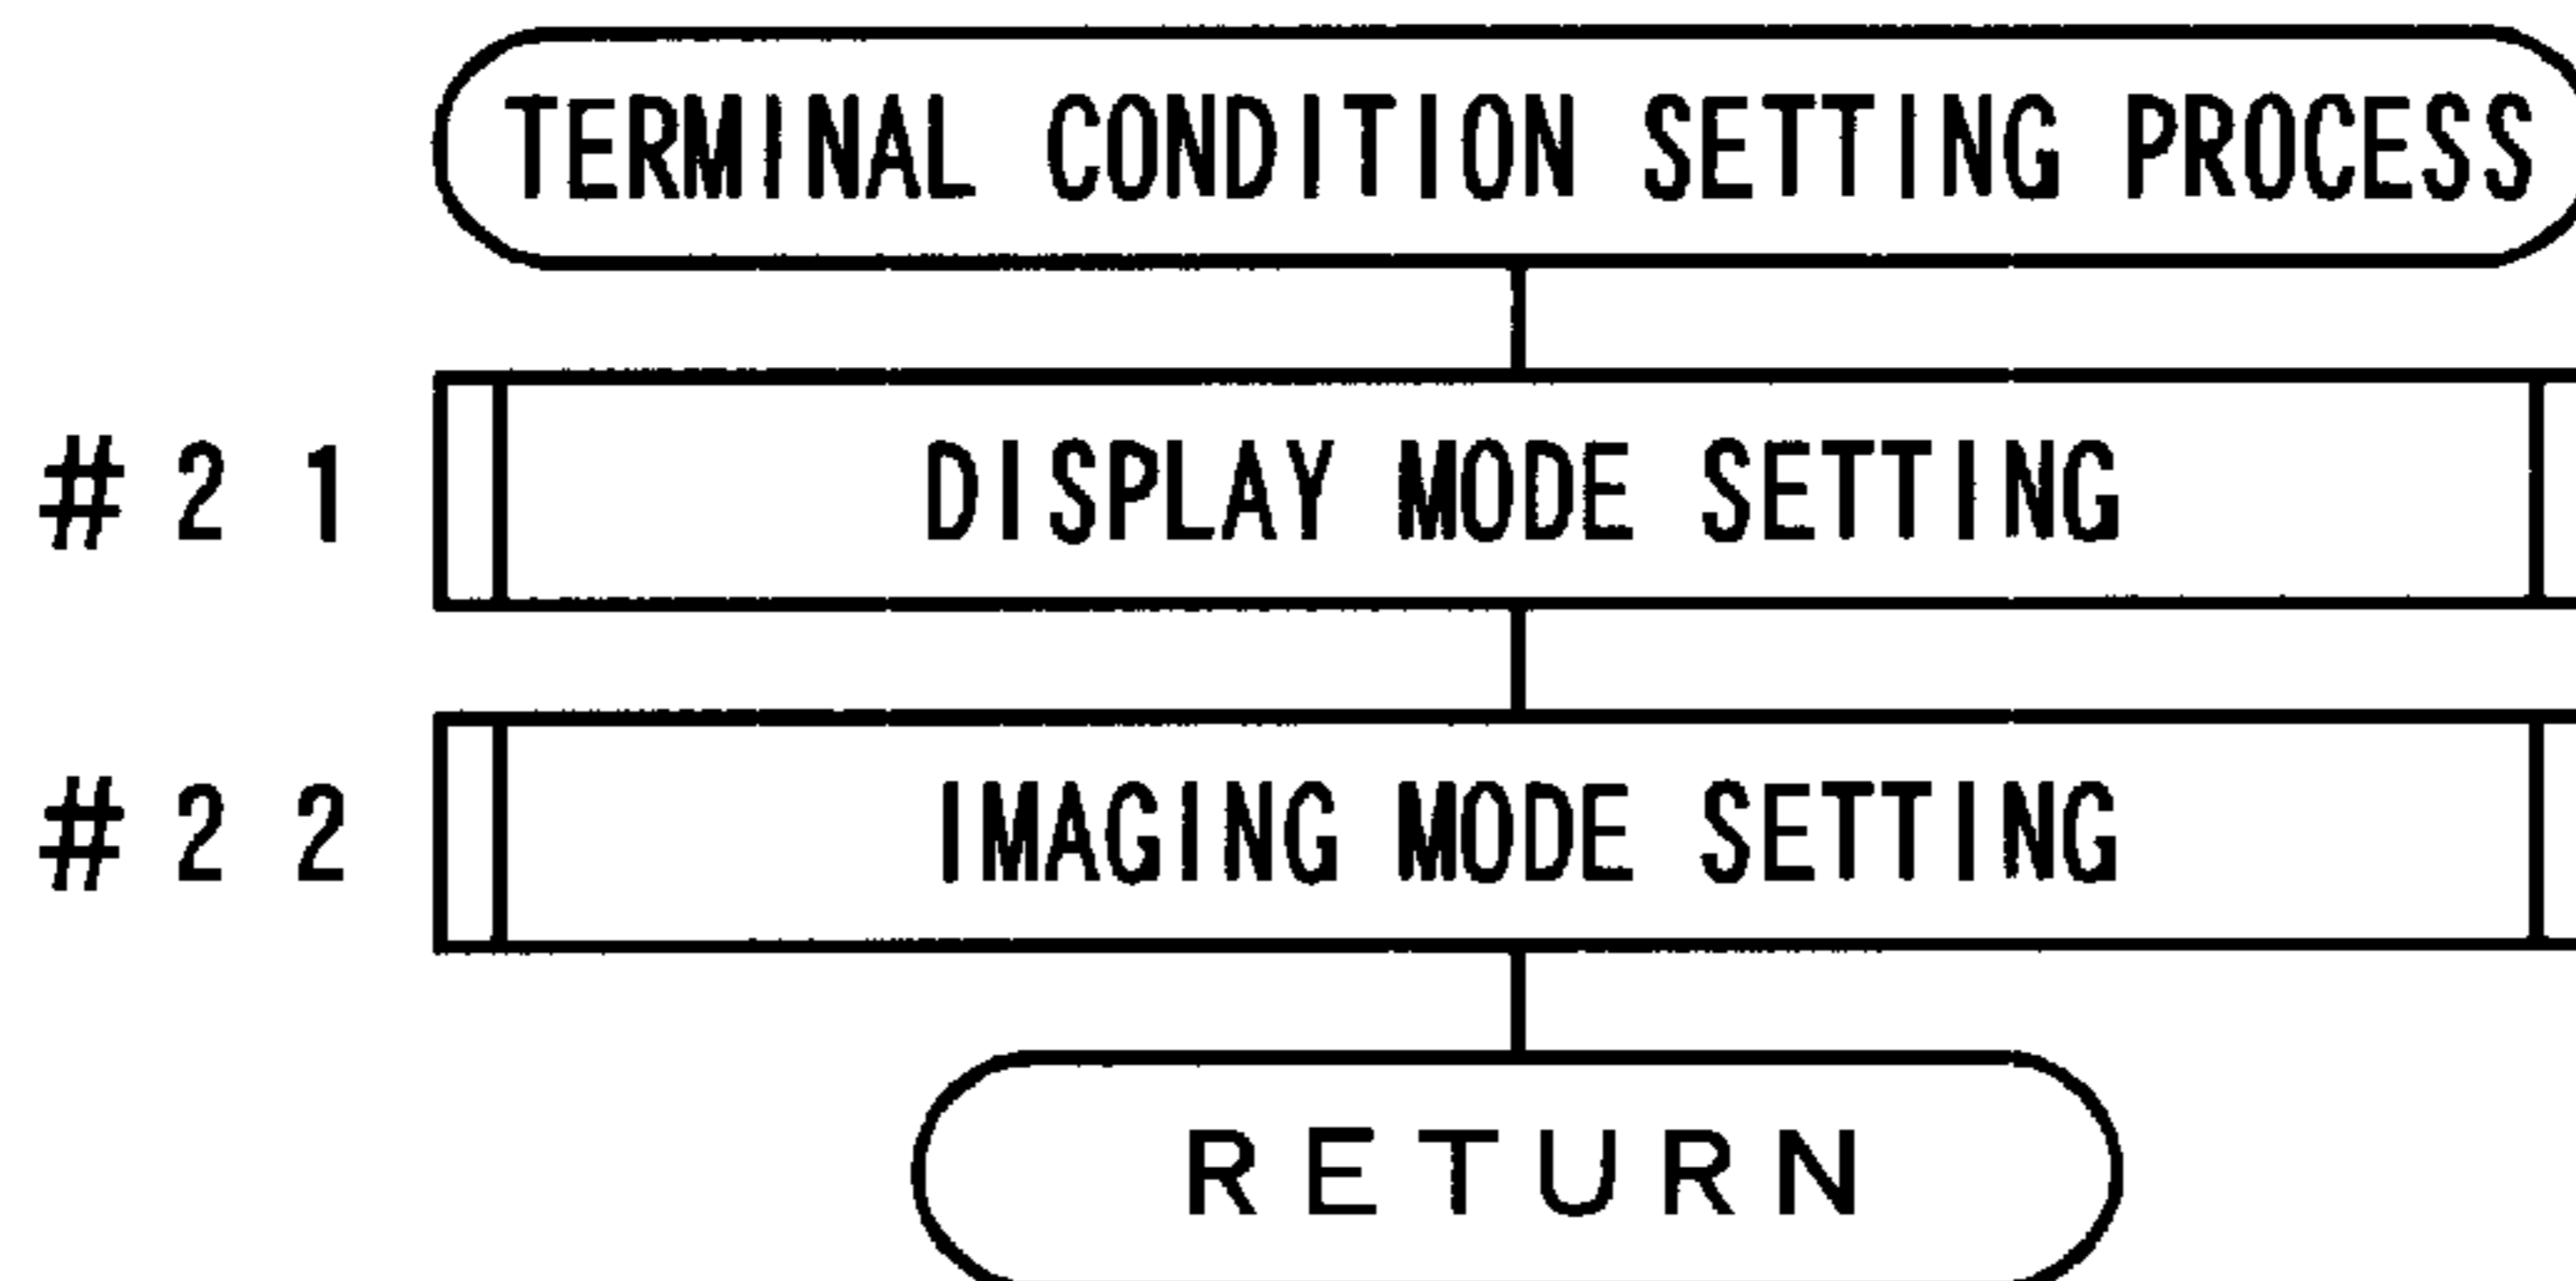 TERMINAL CONDITION SETTING PROCESS
#21 DISPLAY MODE SETTING
#22 IMAGING MODE SETTING
RETURN